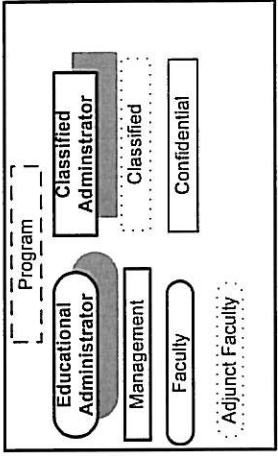 Program
Educational
Administrator
Classified
Adminstrator
Management
Classified
Faculty
Confidential
Adjunct Faculty